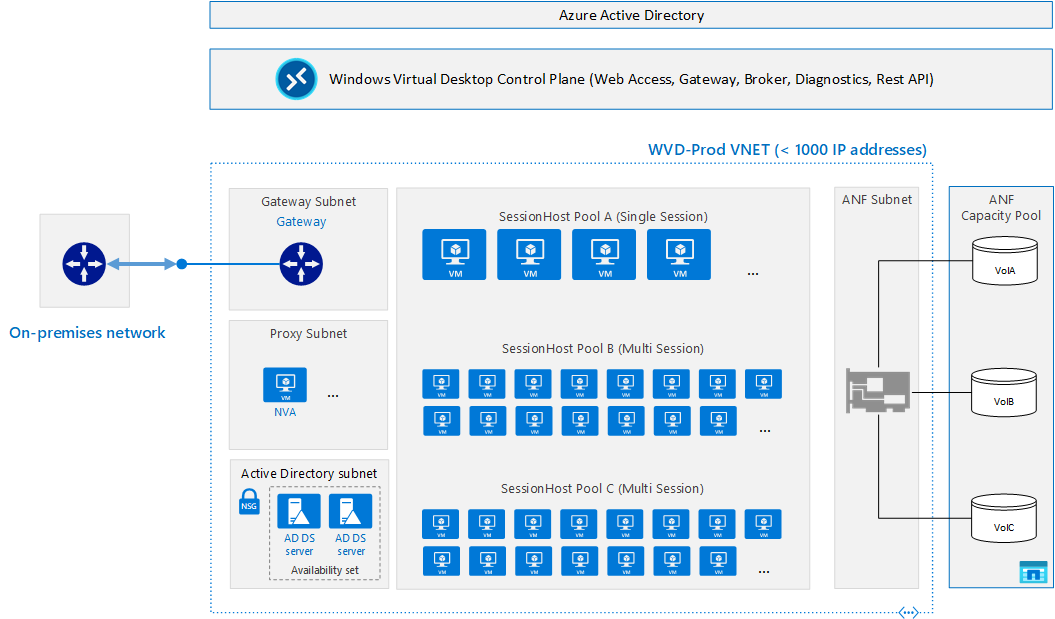 Azure Active Directory
Windows Virtual Desktop Control Plane (Web Access, Gateway, Broker, Diagnostics, Rest API)
WVD-Prod VNET (< 1000 IP addresses)
On-premises network
Gateway Subnet
Gateway
Proxy Subnet
VM
...
NVA
Active Directory subnet
NSG
AD DS
server
AD DS
server
Availability set
SessionHost Pool A (Single Session)
VM VM VM VM ...
SessionHost Pool B (Multi Session)
VM VM VM VM VM VM VM VM
VM VM VM VM VM VM VM ...
SessionHost Pool C (Multi Session)
VM VM VM VM VM VM VM VM
VM VM VM VM VM VM VM ...
ANF Subnet
ANF
Capacity Pool
VolA
VolB
VolC